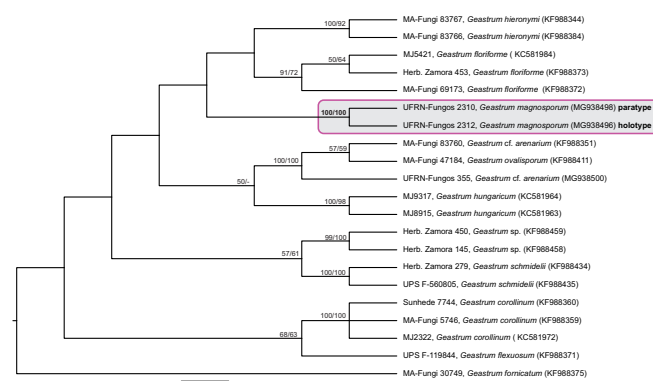 100/92
MA-Fungi 83767, Geastrum hieronymi (KF988344)
MA-Fungi 83766, Geastrum hieronymi (KF988384)
50/64
MJ5421, Geastrum floriforme ( KC581984)
91/72
Herb. Zamora 453, Geastrum floriforme (KF988373)
MA-Fungi 69173, Geastrum floriforme (KF988372)
100/100
UFRN-Fungos 2310, Geastrum magnosporum (MG938498) paratype
UFRN-Fungos 2312, Geastrum magnosporum (MG938496) holotype
57/59
MA-Fungi 83760, Geastrum cf. arenarium (KF988351)
100/100
MA-Fungi 47184, Geastrum ovalisporum (KF988411)
UFRN-Fungos 355, Geastrum cf. arenarium (MG938500)
50/-
100/98
MJ9317, Geastrum hungaricum (KC581964)
MJ8915, Geastrum hungaricum (KC581963)
99/100
Herb. Zamora 450, Geastrum sp. (KF988459)
Herb. Zamora 145, Geastrum sp. (KF988458)
57/61
100/100
Herb. Zamora 279, Geastrum schmidelii (KF988434)
UPS F-560805, Geastrum schmidelii (KF988435)
Sunhede 7744, Geastrum corollinum (KF988360)
100/100
MA-Fungi 5746, Geastrum corollinum (KF988359)
68/63
MJ2322, Geastrum corollinum ( KC581972)
UPS F-119844, Geastrum flexuosum (KF988371)
MA-Fungi 30749, Geastrum fornicatum (KF988375)